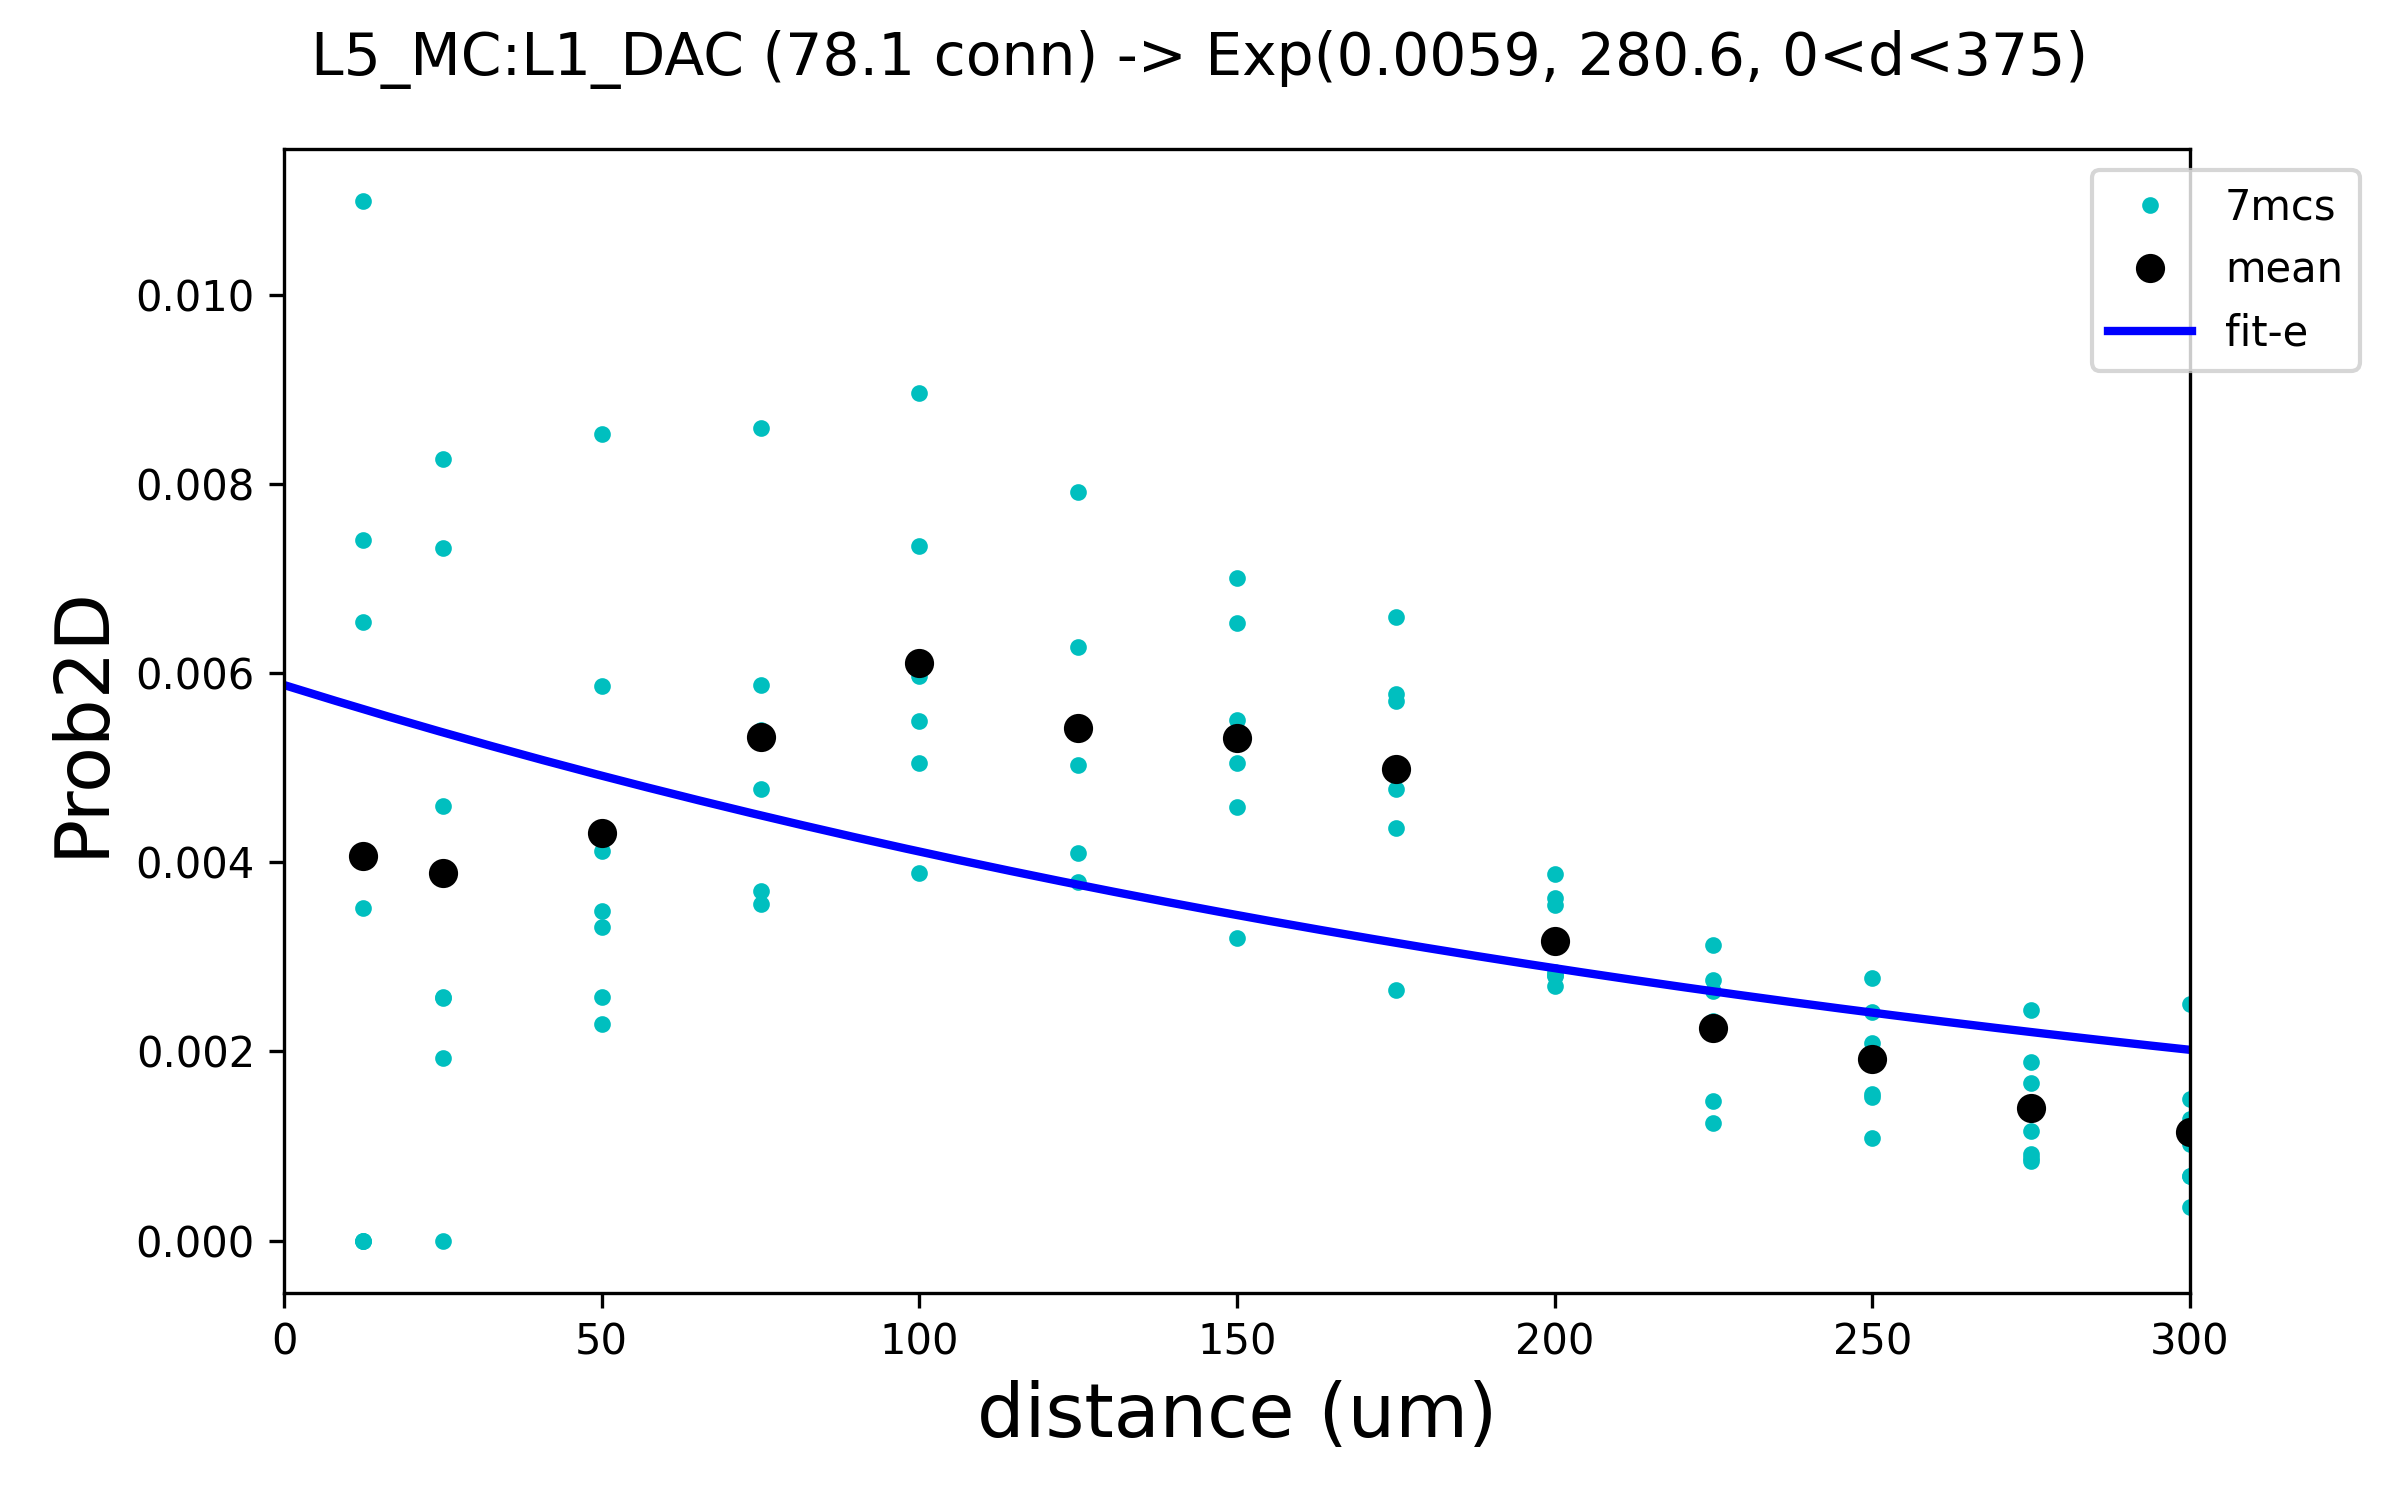 L5_MC:L1_DAC (78.1 conn) -> Exp(0.0059, 280.6, 0<d<375)
7mcs
mean
fit-e
0.010
0.008
0.006
0.004
0.002
0.000
Prob2D
0 50 100 150 200 250 300
distance (um)